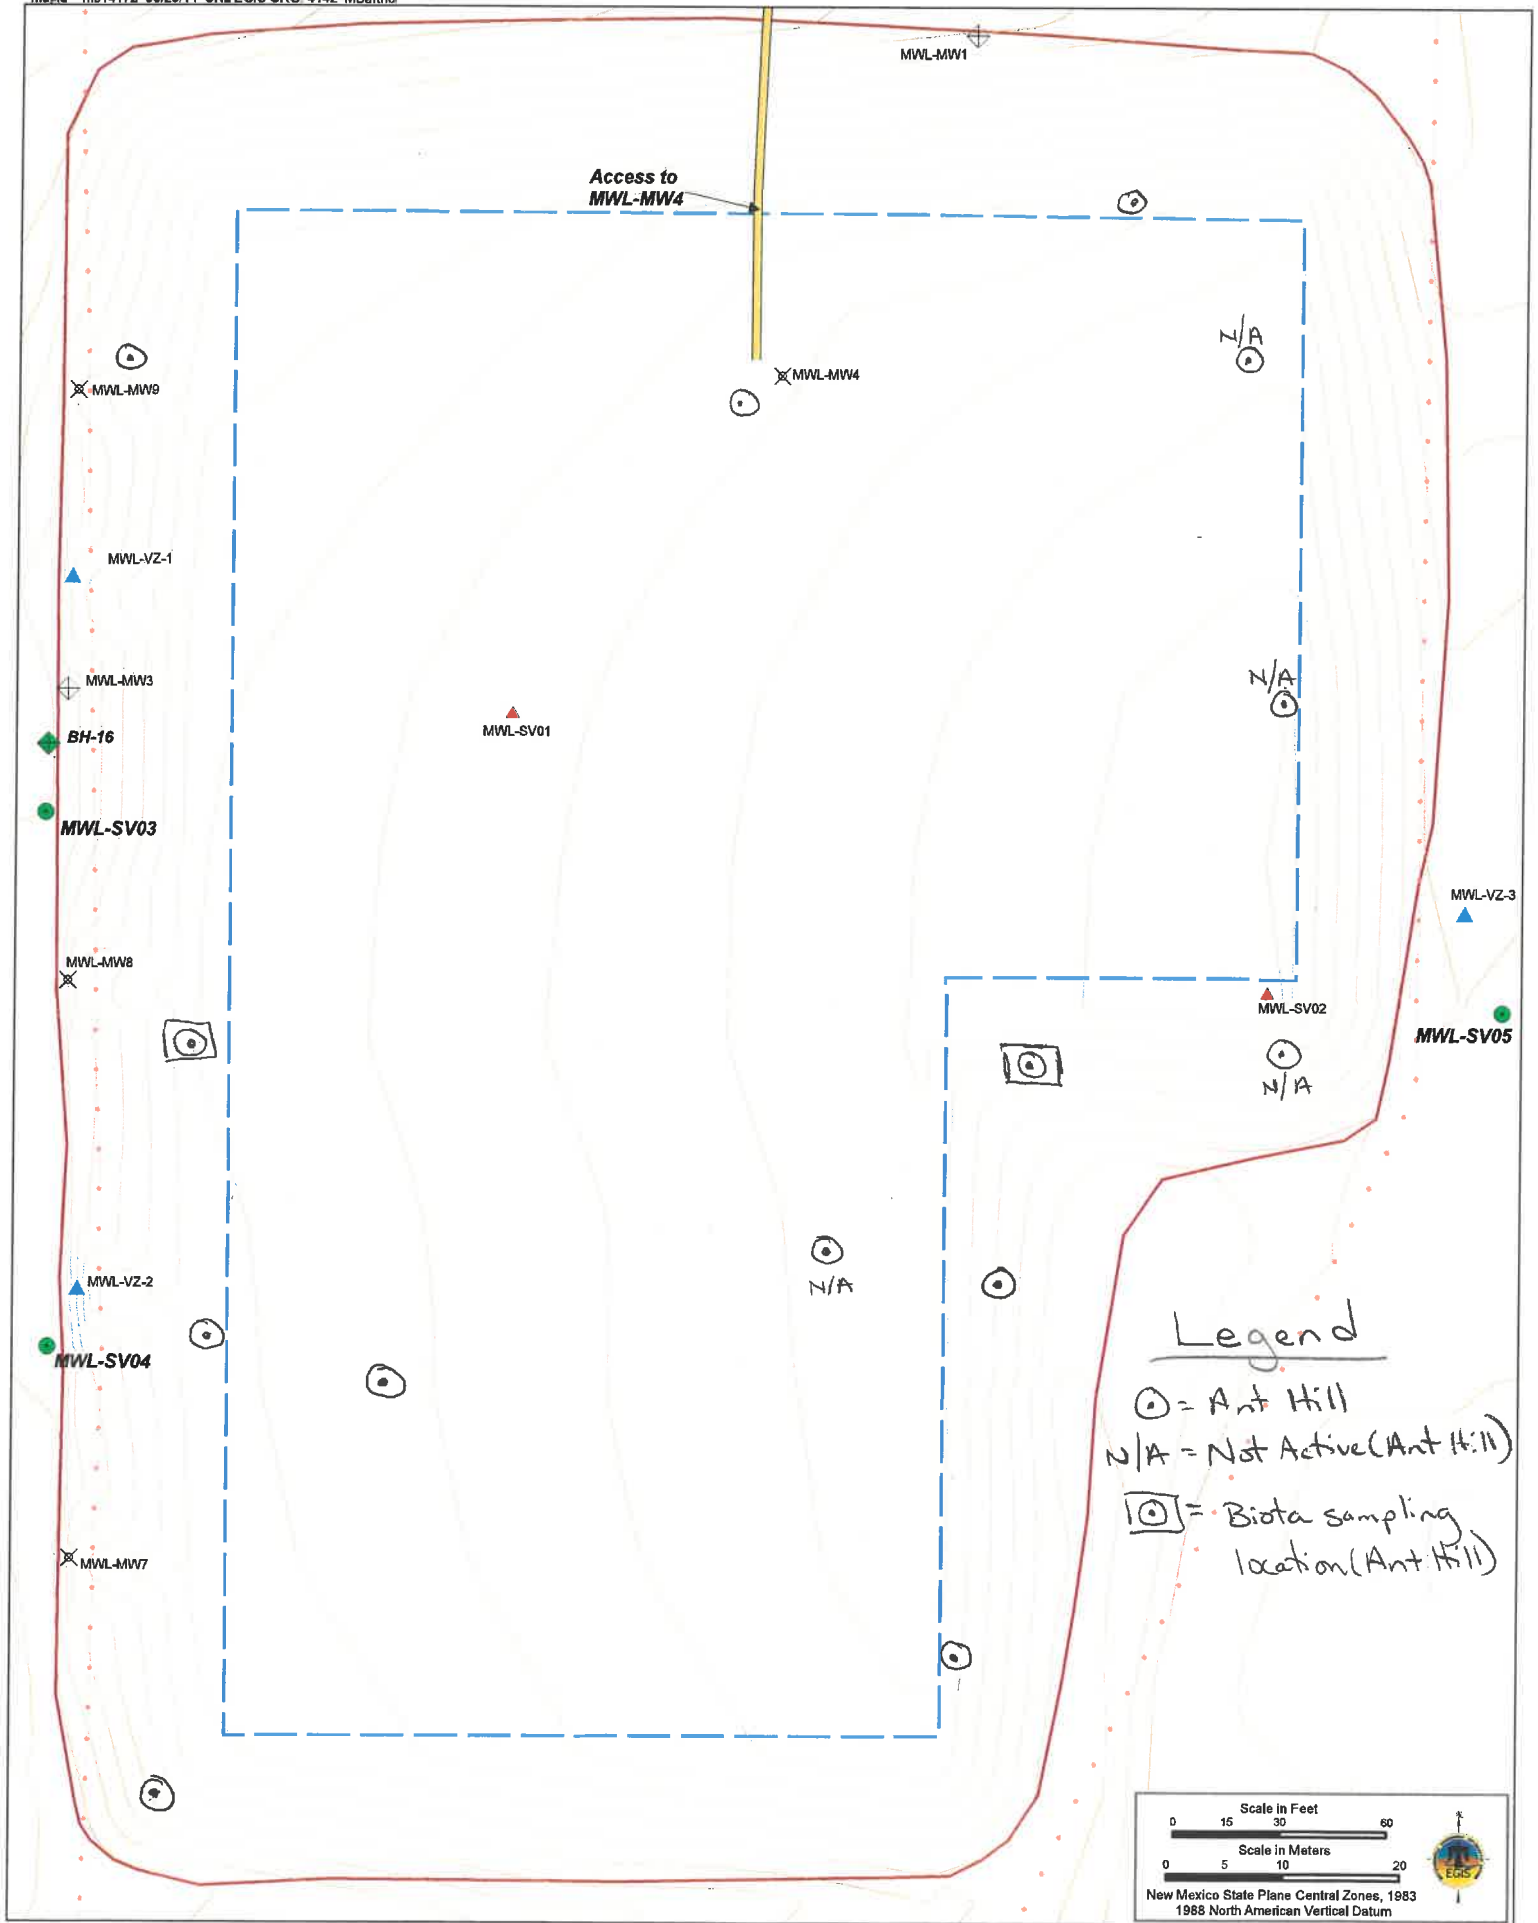 MWL-MW1
Access to
MWL-MW4
N/A
MWL-MW4
MWL-MW9
MWL-VZ-1
N/A
MWL-MW3
MWL-SV01
BH-16
MWL-SV03
MWL-VZ-3
MWL-MW8
MWL-SV02
MWL-SV05
N/A
MWL-VZ-2
N/A
MWL-SV04
Legend
= Ant Hill
N/A = Not Active (Ant Hill)
= Biota sampling
location (Ant Hill)
MWL-MW7
Scale in Feet
0 15 30 60
Scale in Meters
0 5 10 20
EGIS
New Mexico State Plane Central Zones, 1983
1988 North American Vertical Datum